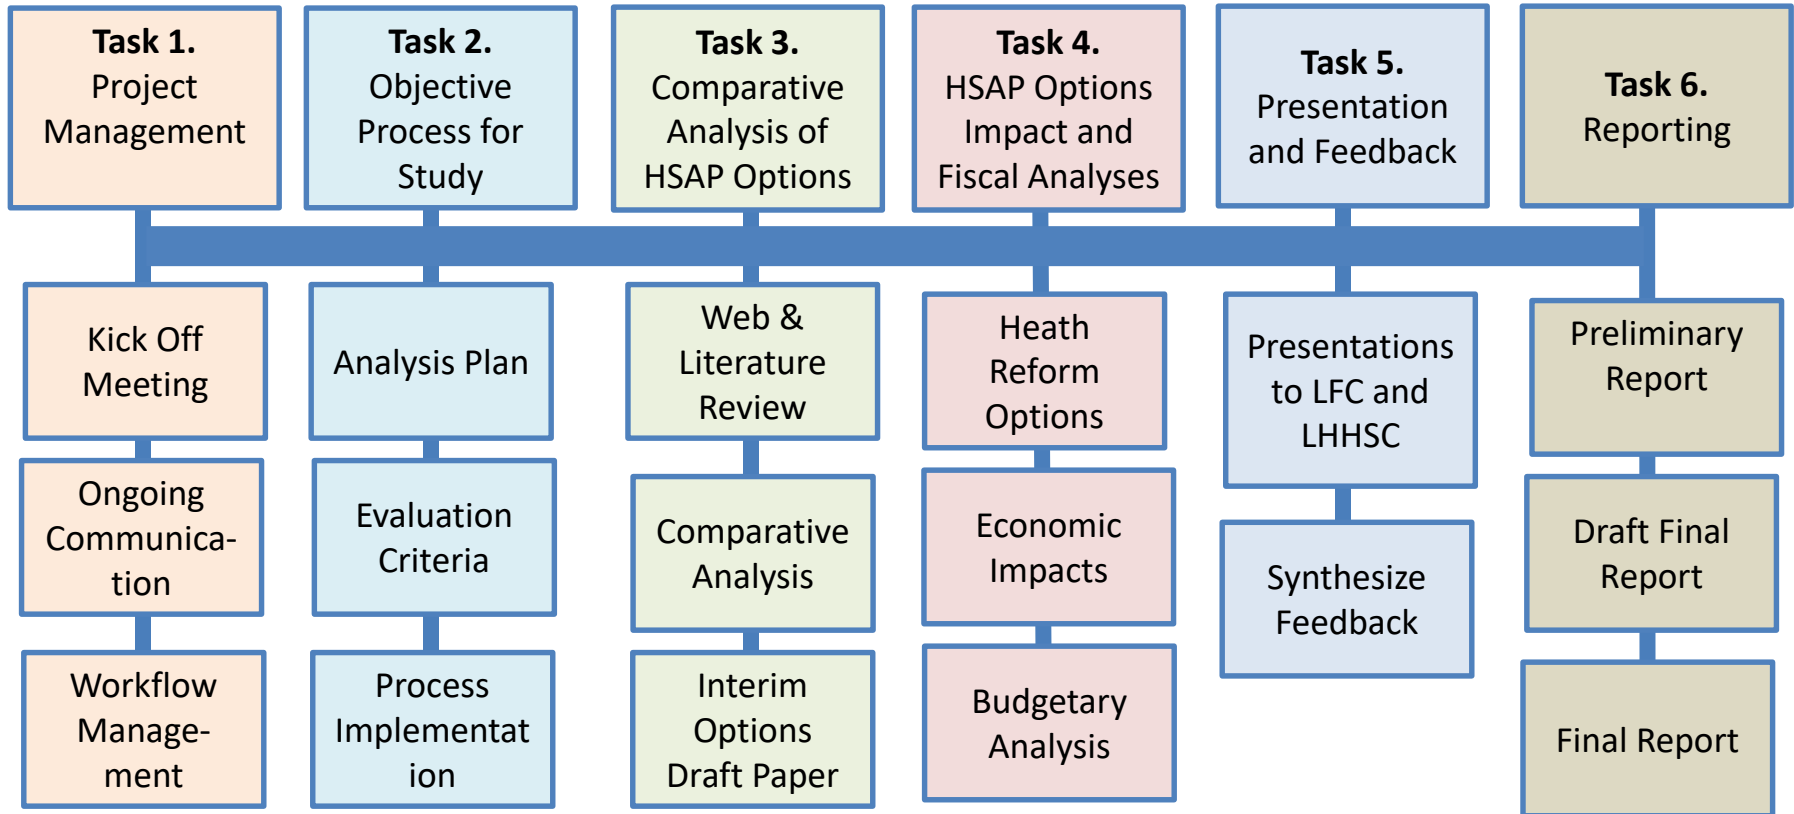 Task 1.
Project
Management
Task 2.
Objective
Process for
Study
Task 3.
Comparative
Analysis of
HSAP Options
Task 4.
HSAP Options
Impact and
Fiscal Analyses
Task 5.
Presentation
and Feedback
Task 6.
Reporting
Kick Off
Meeting
Ongoing
Communica-
tion
Workflow
Manage-
ment
Analysis Plan
Evaluation
Criteria
Process
Implementat
ion
Web &
Literature
Review
Comparative
Analysis
Interim
Options
Draft Paper
Heath
Reform
Options
Economic
Impacts
Budgetary
Analysis
Presentations
to LFC and
LHHSC
Synthesize
Feedback
Preliminary
Report
Draft Final
Report
Final Report